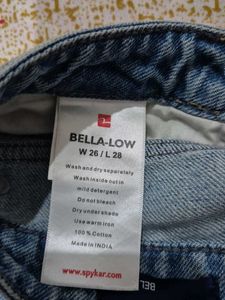 BELLA-LOW
W 26 / L 28
Wash and dry separately
Wash inside out in
mild detergent
Do not bleach
Dry under shade
Use warm iron
100% Cotton
Made in INDIA
www.spykar.com
BEL